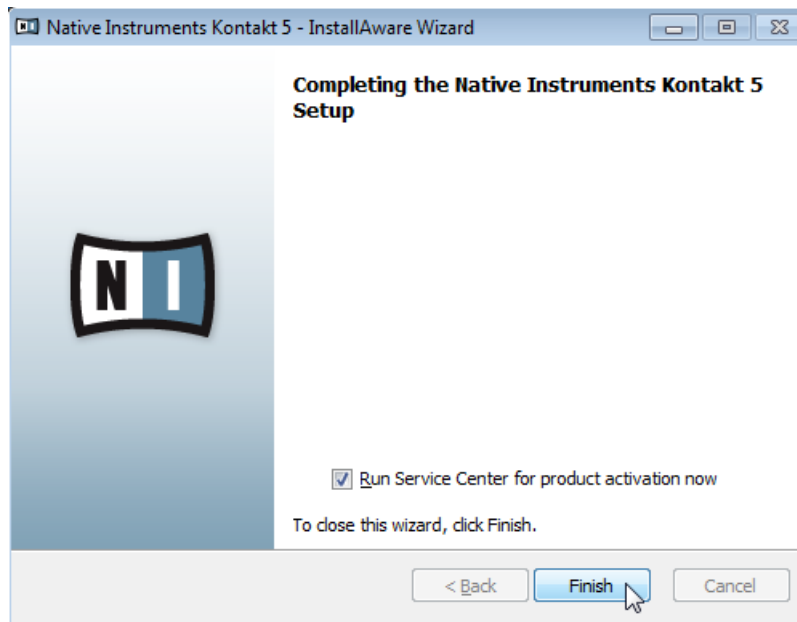 Native Instruments Kontakt 5 - InstallAware Wizard
Completing the Native Instruments Kontakt 5
Setup
N I
Run Service Center for product activation now
To close this wizard, click Finish.
< Back Finish Cancel